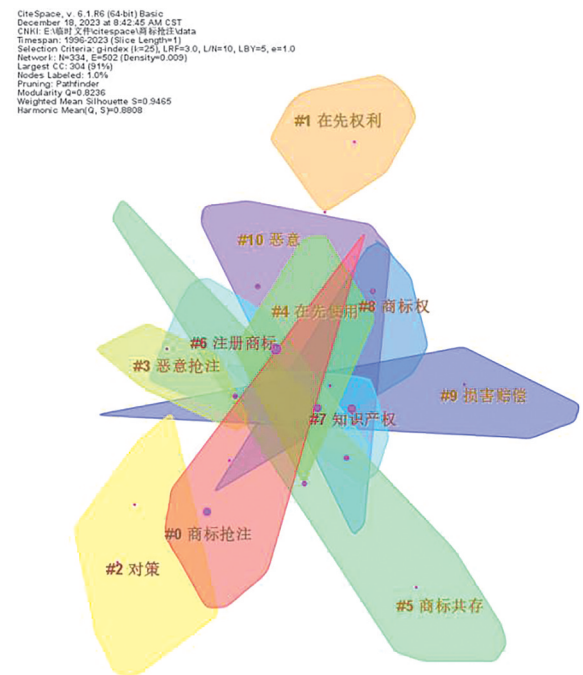 CiteSpace, v. 6.1.R6 (64-bit) Basic
December 18, 2023 at 8:42:45 AM CST
CNKI: E:\临时文件\citespace\商标抢注\data
Timespan: 1996-2023 (Slice Length=1)
Selection Criteria: g-index (k=25), LRF=3.0, L/N=10, LBY=5, e=1.0
Network: N=334, E=502 (Density=0.009)
Largest CC: 304 (91%)
Nodes Labeled: 1.0%
Pruning: Pathfinder
Modularity Q=0.8236
Weighted Mean Silhouette S=0.9465
Harmonic Mean(Q, S)=0.8808
#1 在先权利
#10 恶意
#4 在先使用
#8 商标权
#6 注册商标
#3 恶意抢注
#9 损害赔偿
#7 知识产权
#0 商标抢注
#2 对策
#5 商标共存